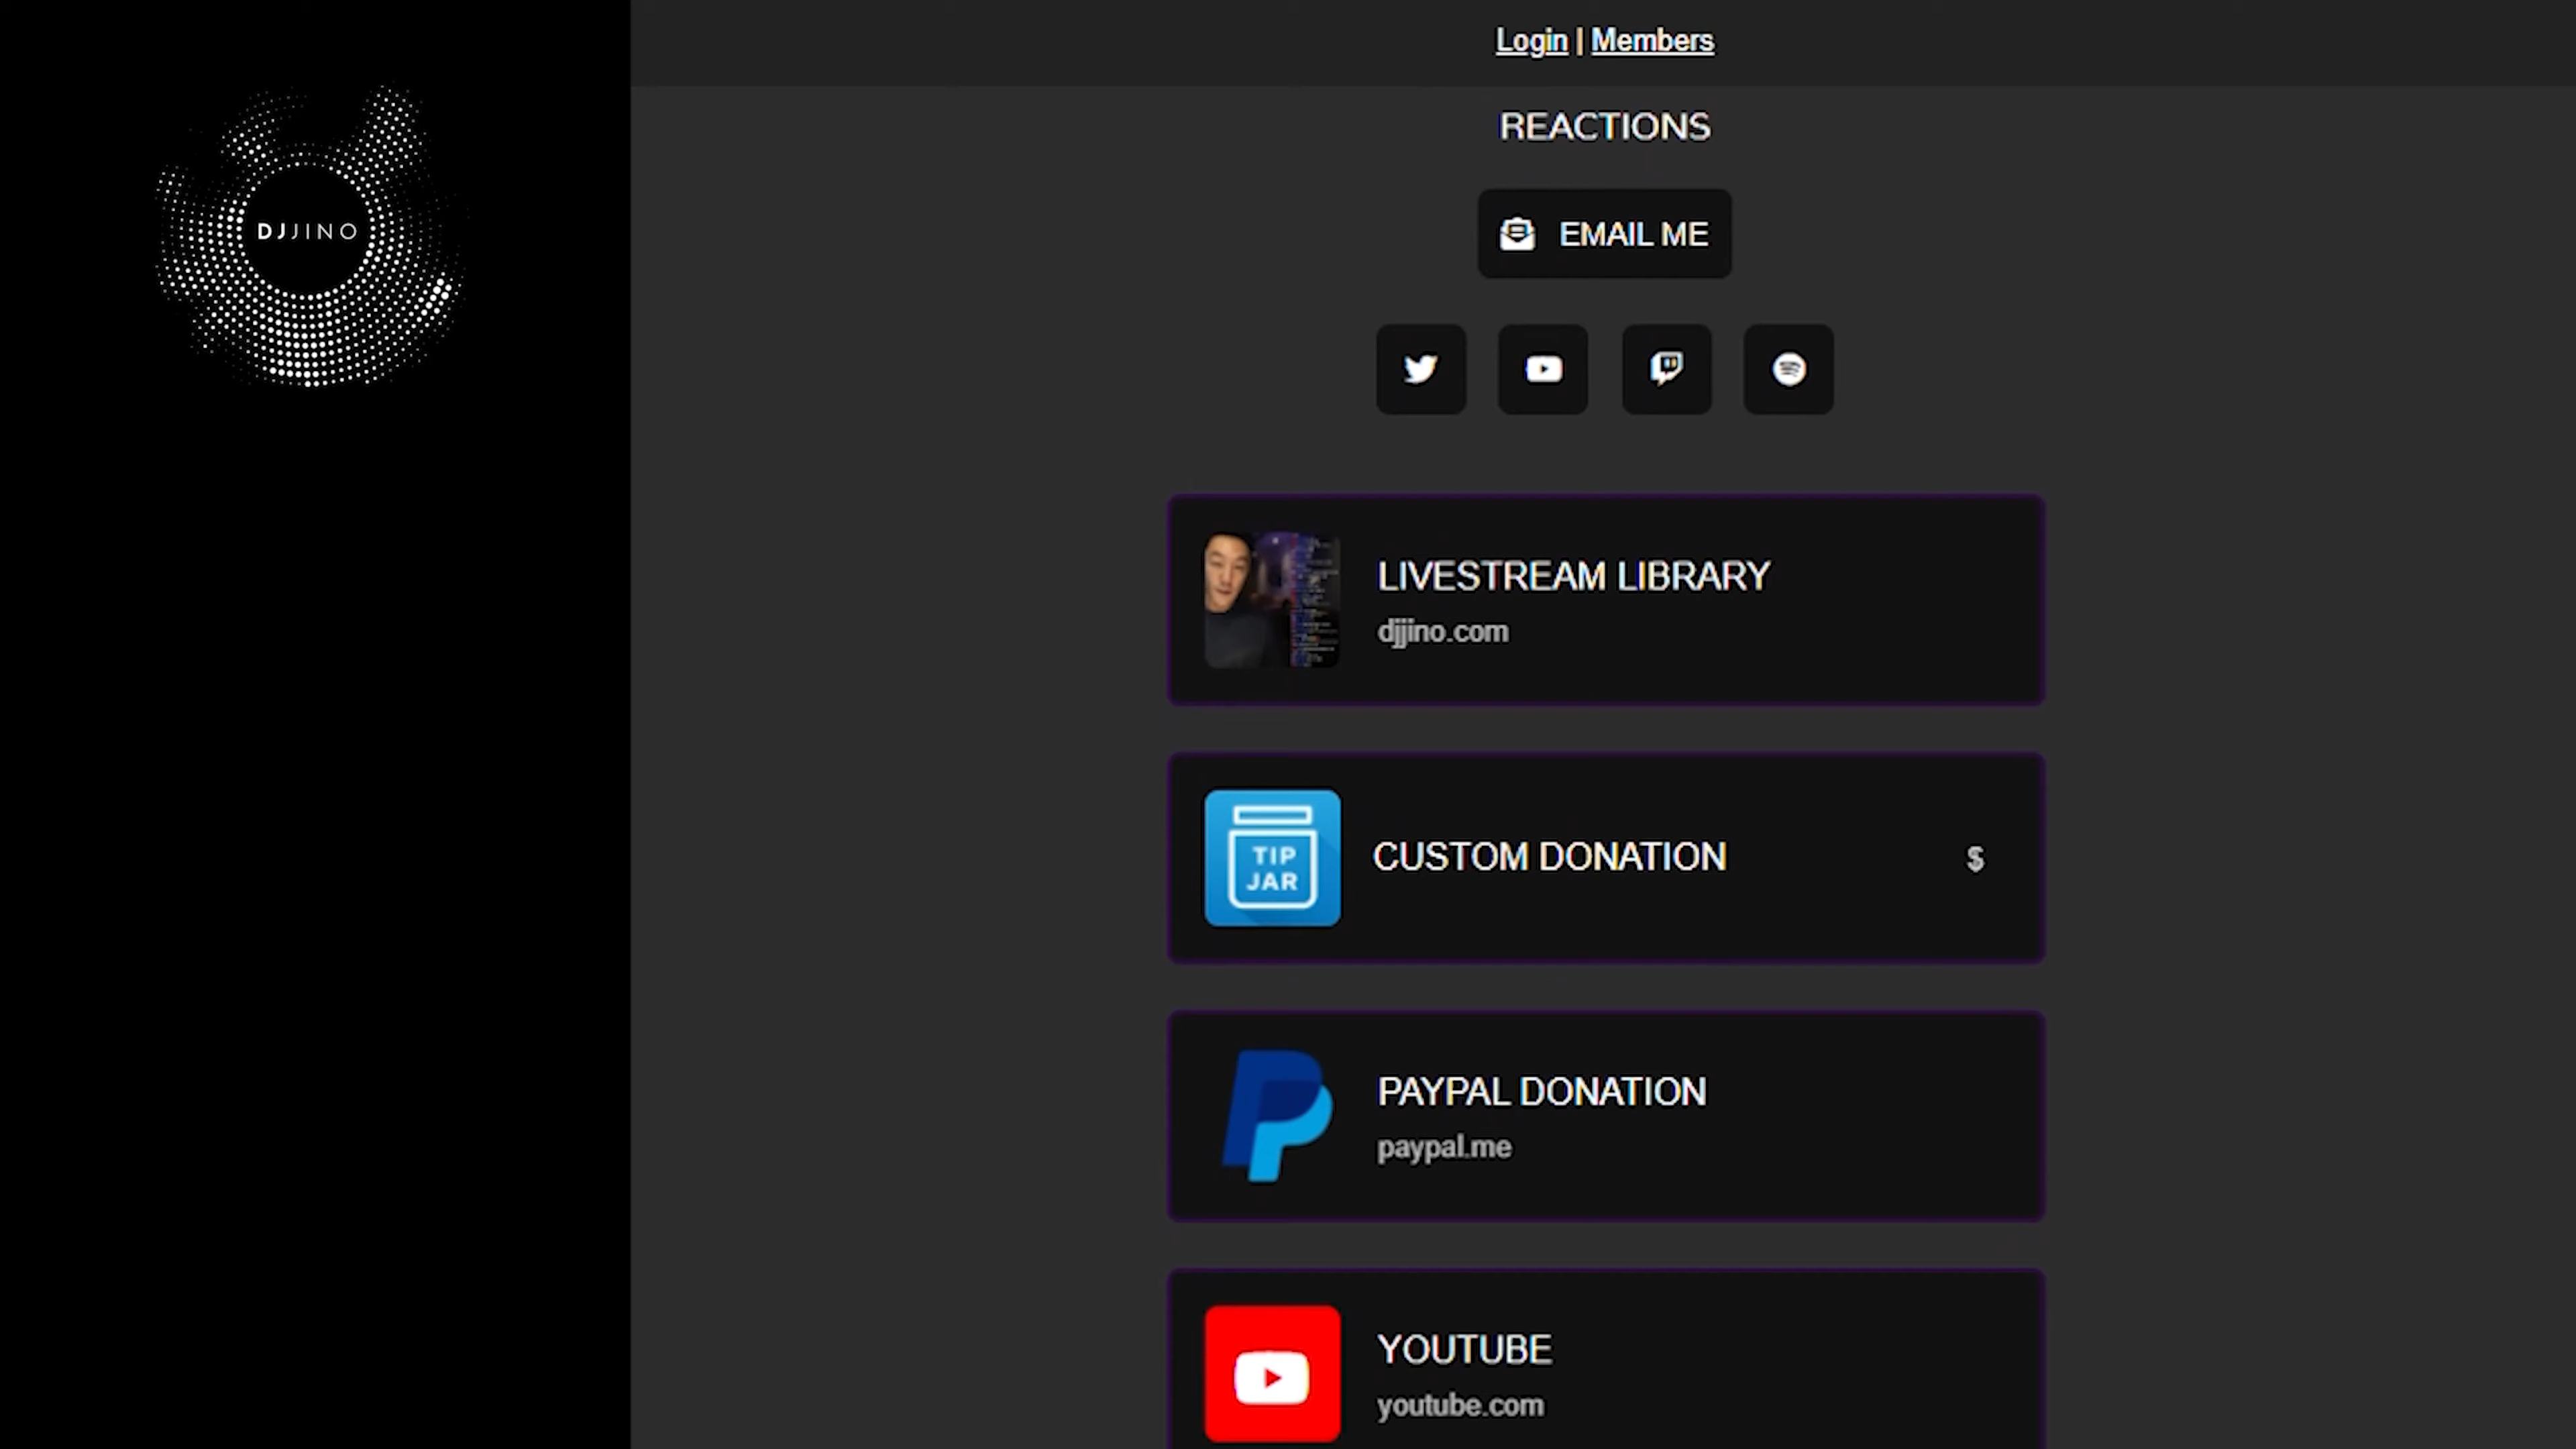 DJJINO
Login | Members
REACTIONS
EMAIL ME
LIVESTREAM LIBRARY
djjino.com
TIP
JAR
CUSTOM DONATION
$
PAYPAL DONATION
paypal.me
YOUTUBE
youtube.com